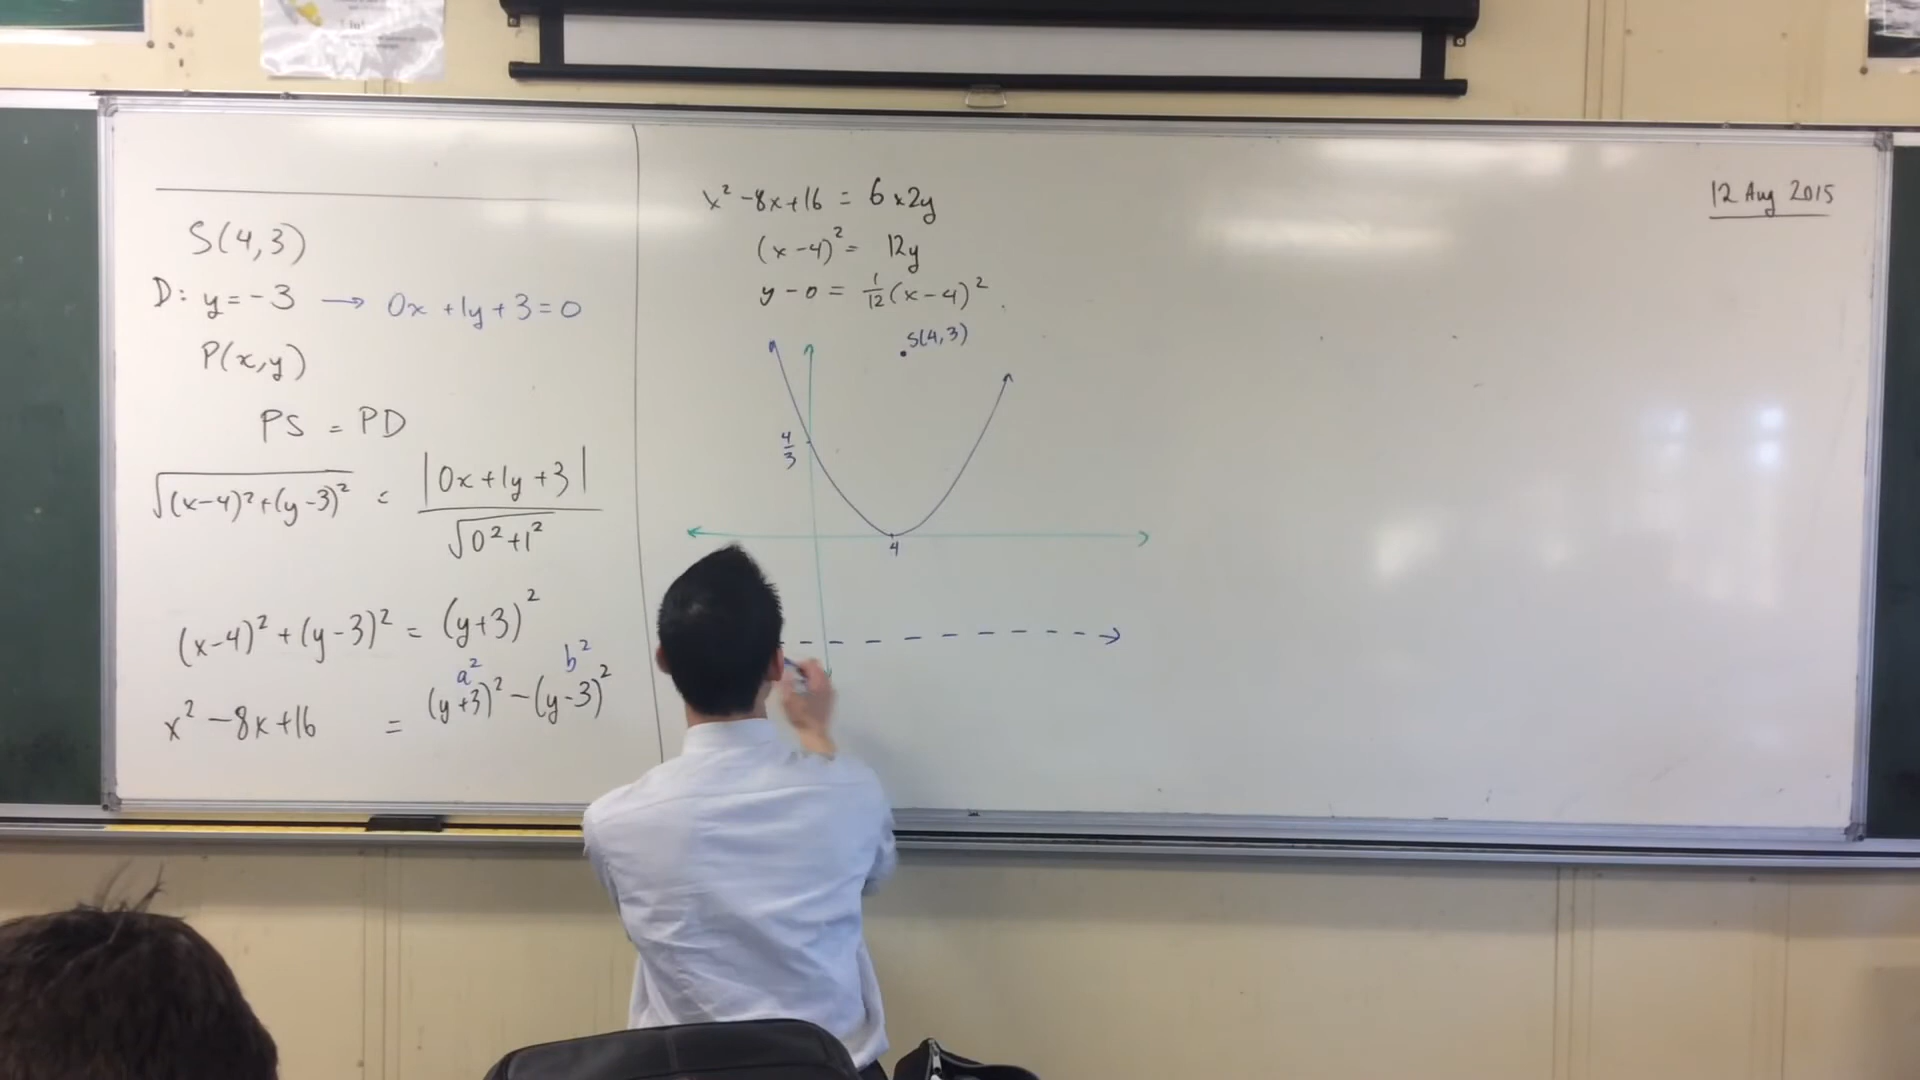 S(4,3)
D: y = -3 → 0x + 1y + 3 = 0
P(x,y)
PS = PD
√((x-4)² + (y-3)²) = |0x + 1y + 3| / √(0² + 1²)
(x-4)² + (y-3)² = (y+3)²
a² b²
x² - 8x + 16 = (y+3)² - (y-3)²
x² - 8x + 16 = 6 x 2y
(x-4)² = 12y
y - 0 = 1/12 (x-4)²
S(4,3)
4/3
4
12 Aug 2015